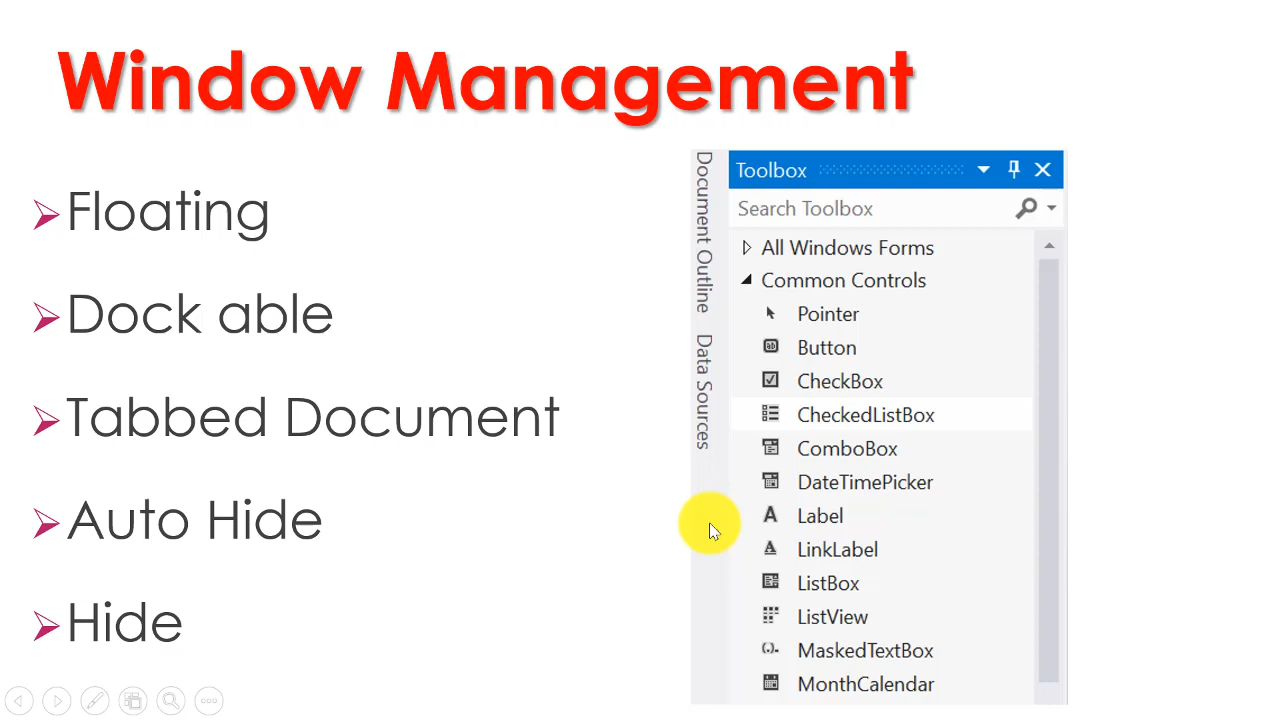 Window Management
Floating
Dock able
Tabbed Document
Auto Hide
Hide
Document Outline
Data Sources
Toolbox
Search Toolbox
All Windows Forms
Common Controls
Pointer
Button
CheckBox
CheckedListBox
ComboBox
DateTimePicker
Label
LinkLabel
ListBox
ListView
MaskedTextBox
MonthCalendar